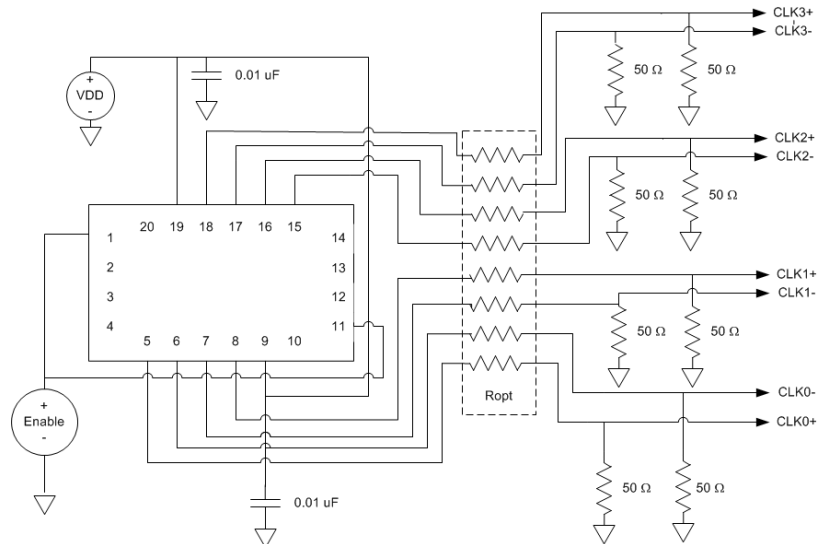 CLK3+
CLK3-
0.01 uF
50 Ω
50 Ω
+
VDD
-
CLK2+
CLK2-
50 Ω
50 Ω
20 19 18 17 16 15
1
2
3
4
14
13
12
11
5 6 7 8 9 10
CLK1+
CLK1-
50 Ω
50 Ω
Ropt
+
Enable
-
CLK0-
CLK0+
50 Ω
50 Ω
0.01 uF